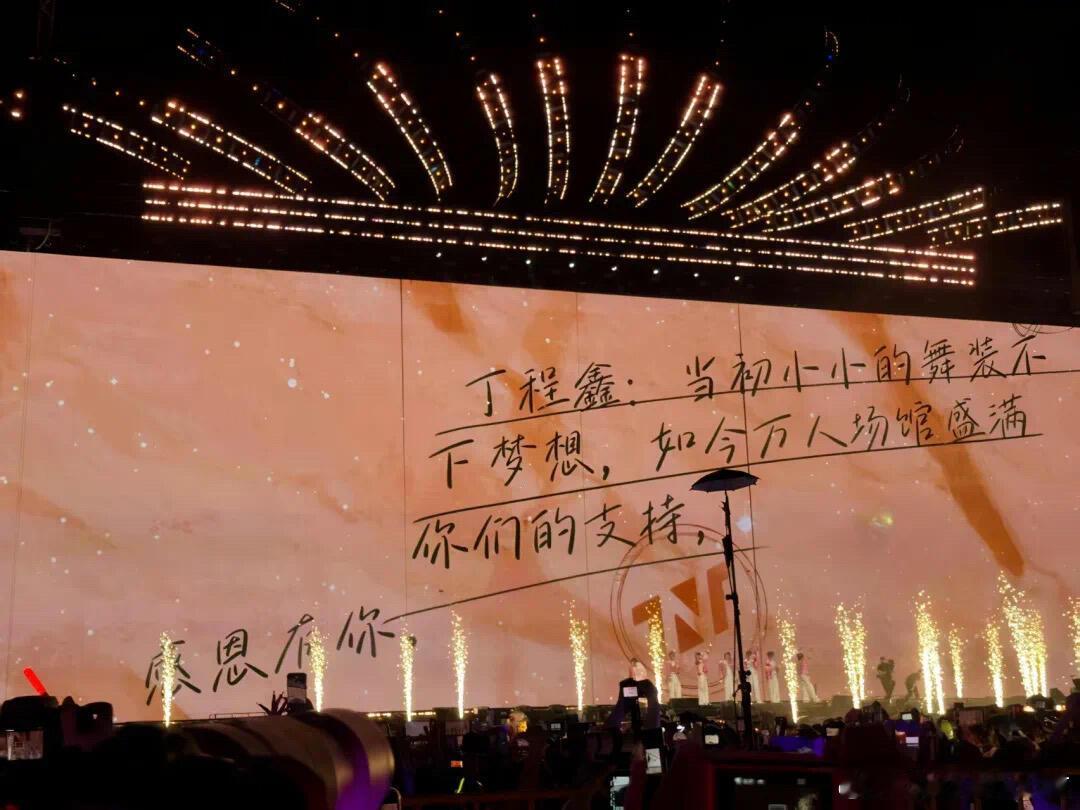 丁程鑫：当初小小的舞装不
下梦想，如今万人场馆盛满
你们的支持，
感恩有你。
TNT